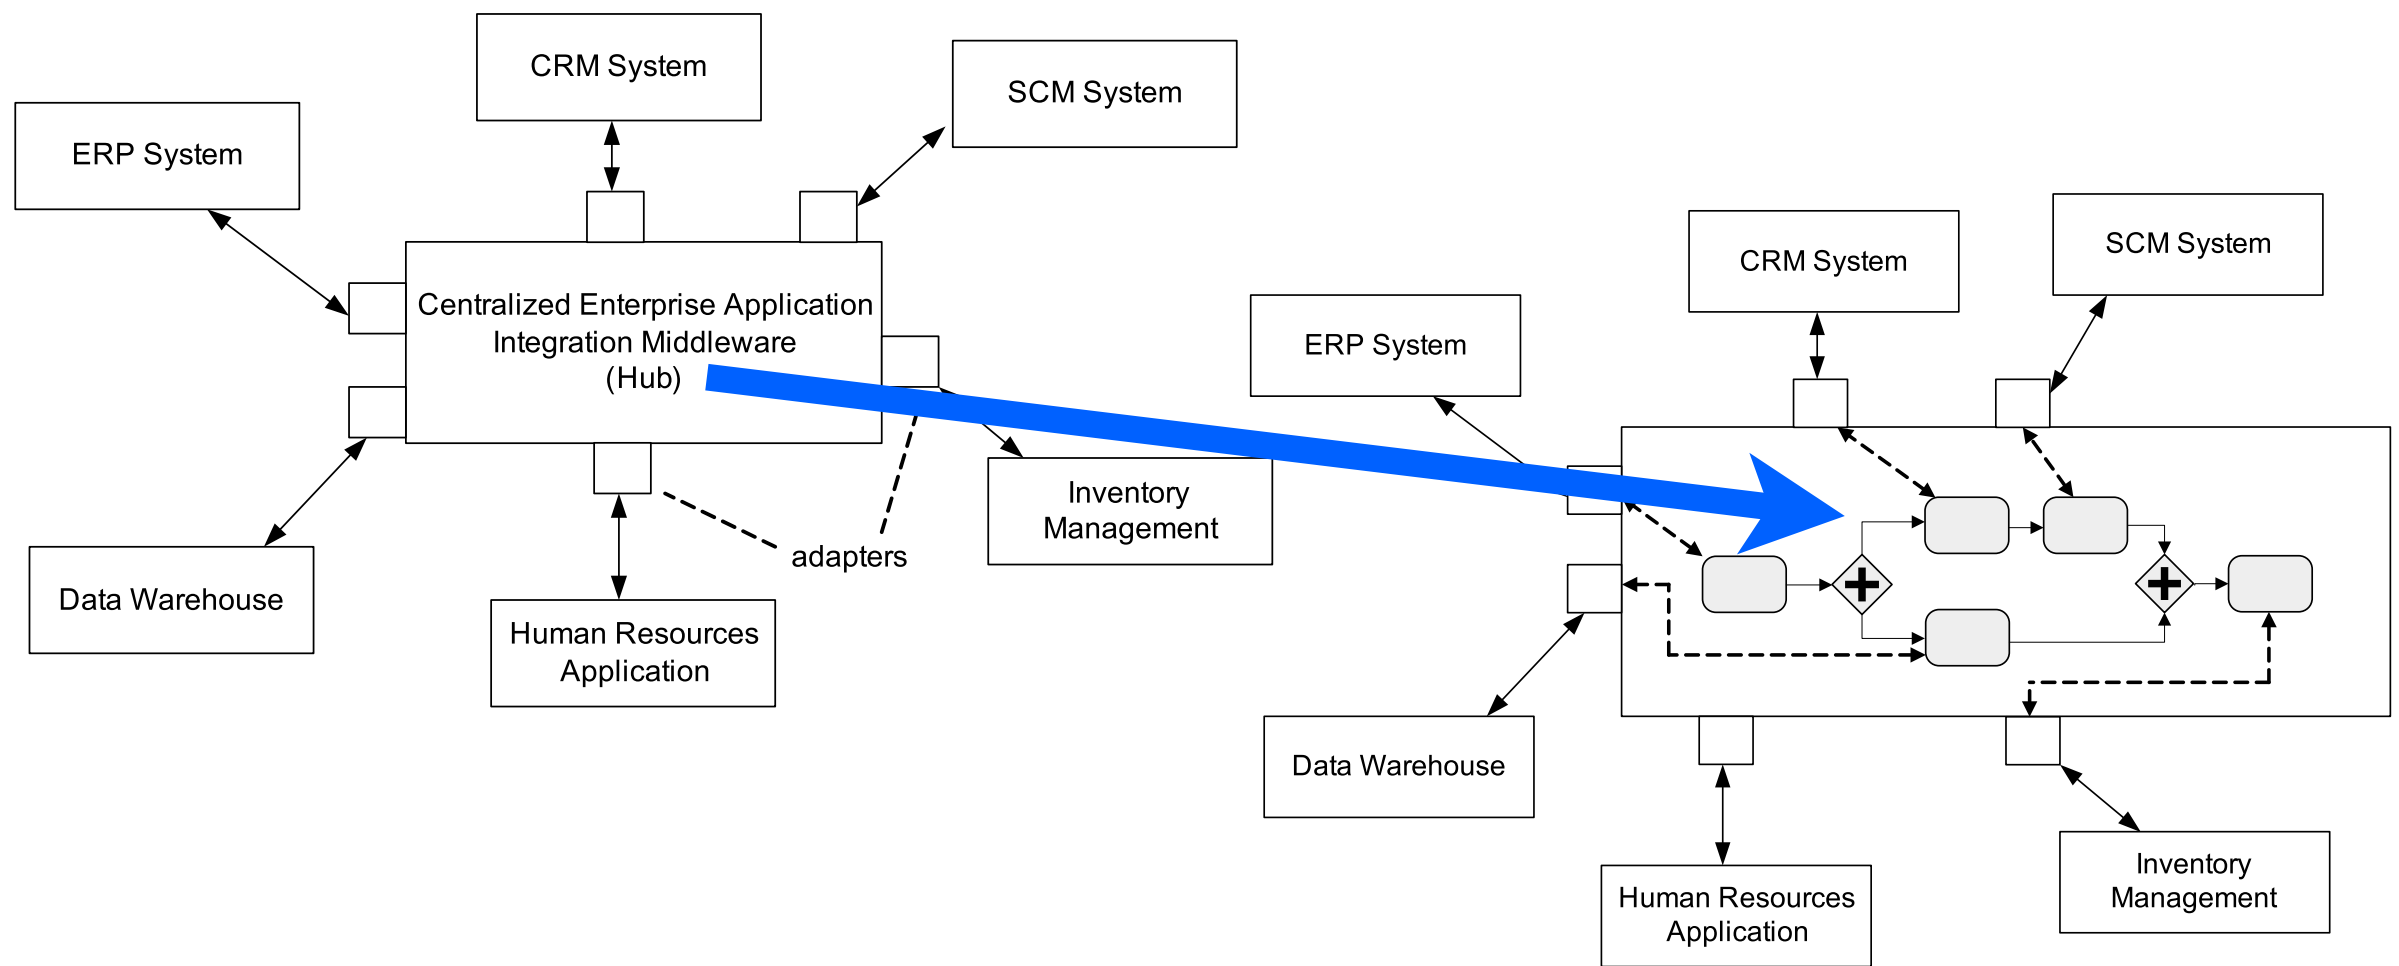 CRM System
SCM System
ERP System
Centralized Enterprise Application
Integration Middleware
(Hub)
Inventory
Management
adapters
Data Warehouse
Human Resources
Application
CRM System
SCM System
ERP System
Data Warehouse
Human Resources
Application
Inventory
Management